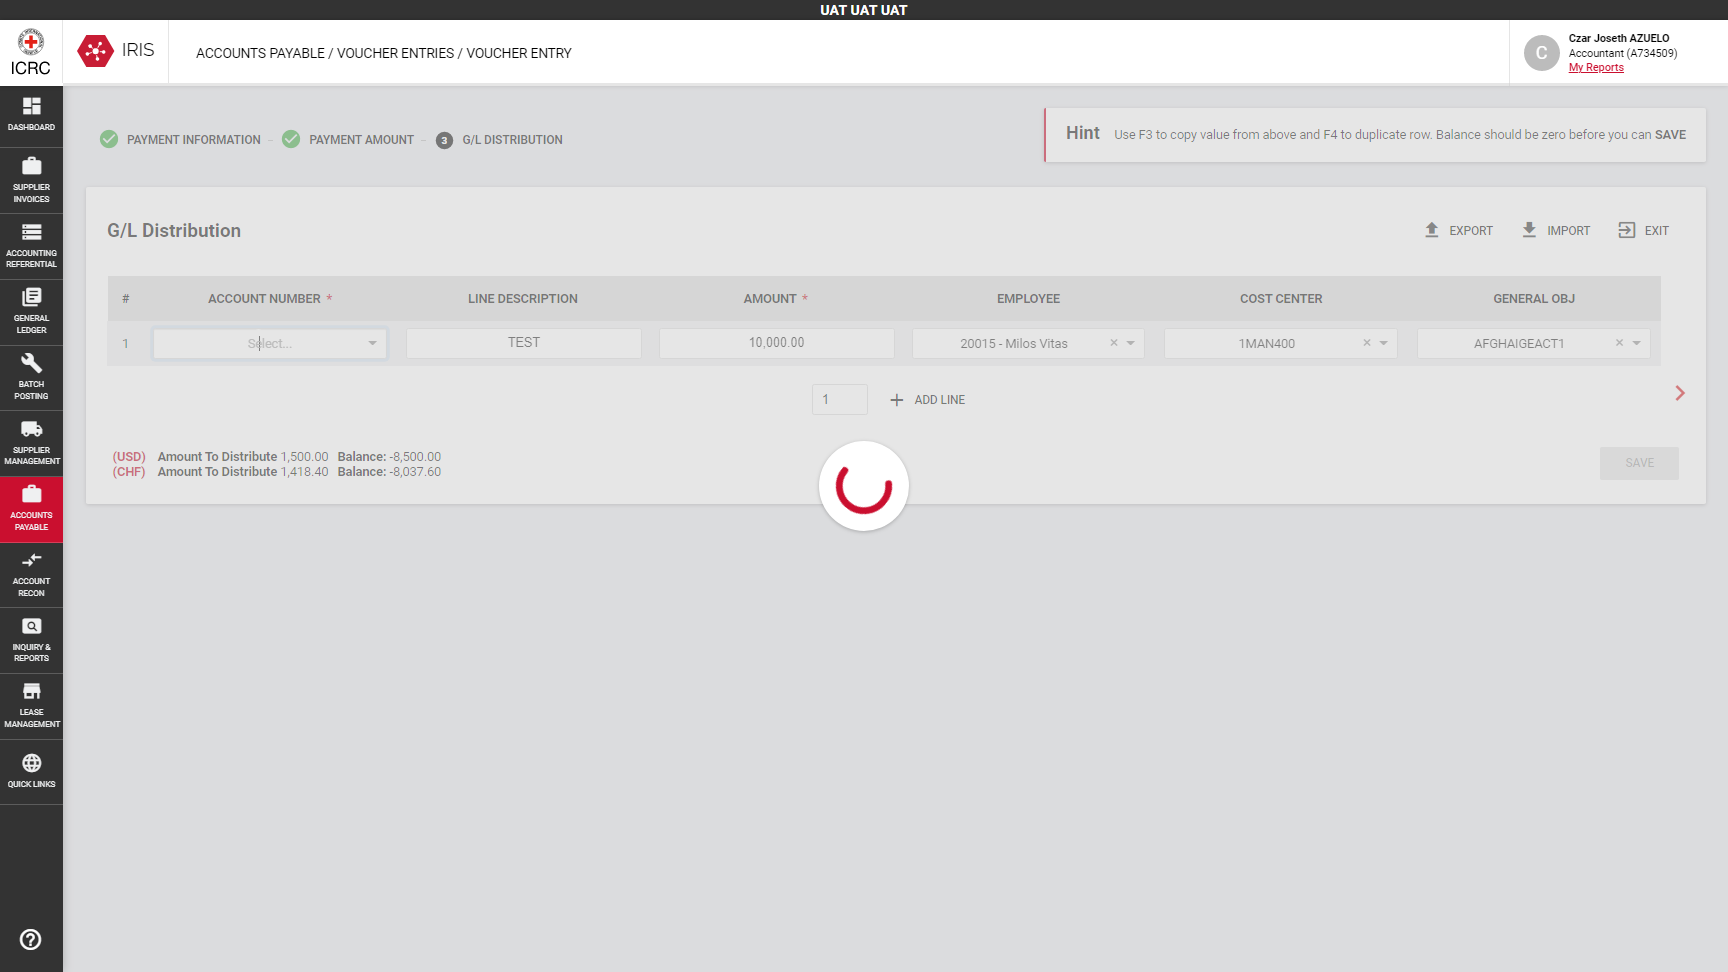 UAT UAT UAT
ICRC
IRIS
ACCOUNTS PAYABLE / VOUCHER ENTRIES / VOUCHER ENTRY
C
Czar Joseth AZUELO
Accountant (A734509)
My Reports
DASHBOARD
SUPPLIER
INVOICES
ACCOUNTING
REFERENTIAL
GENERAL
LEDGER
BATCH
POSTING
SUPPLIER
MANAGEMENT
ACCOUNTS
PAYABLE
ACCOUNT
RECON
INQUIRY &
REPORTS
LEASE
MANAGEMENT
QUICK LINKS
PAYMENT INFORMATION
PAYMENT AMOUNT
3 G/L DISTRIBUTION
Hint Use F3 to copy value from above and F4 to duplicate row. Balance should be zero before you can SAVE
G/L Distribution
EXPORT
IMPORT
EXIT
# ACCOUNT NUMBER * LINE DESCRIPTION AMOUNT * EMPLOYEE COST CENTER GENERAL OBJ
1 Select... TEST 10,000.00 20015 - Milos Vitas × 1MAN400 × AFGHAIGEACT1 ×
1 + ADD LINE
(USD) Amount To Distribute 1,500.00 Balance: -8,500.00
(CHF) Amount To Distribute 1,418.40 Balance: -8,037.60
SAVE